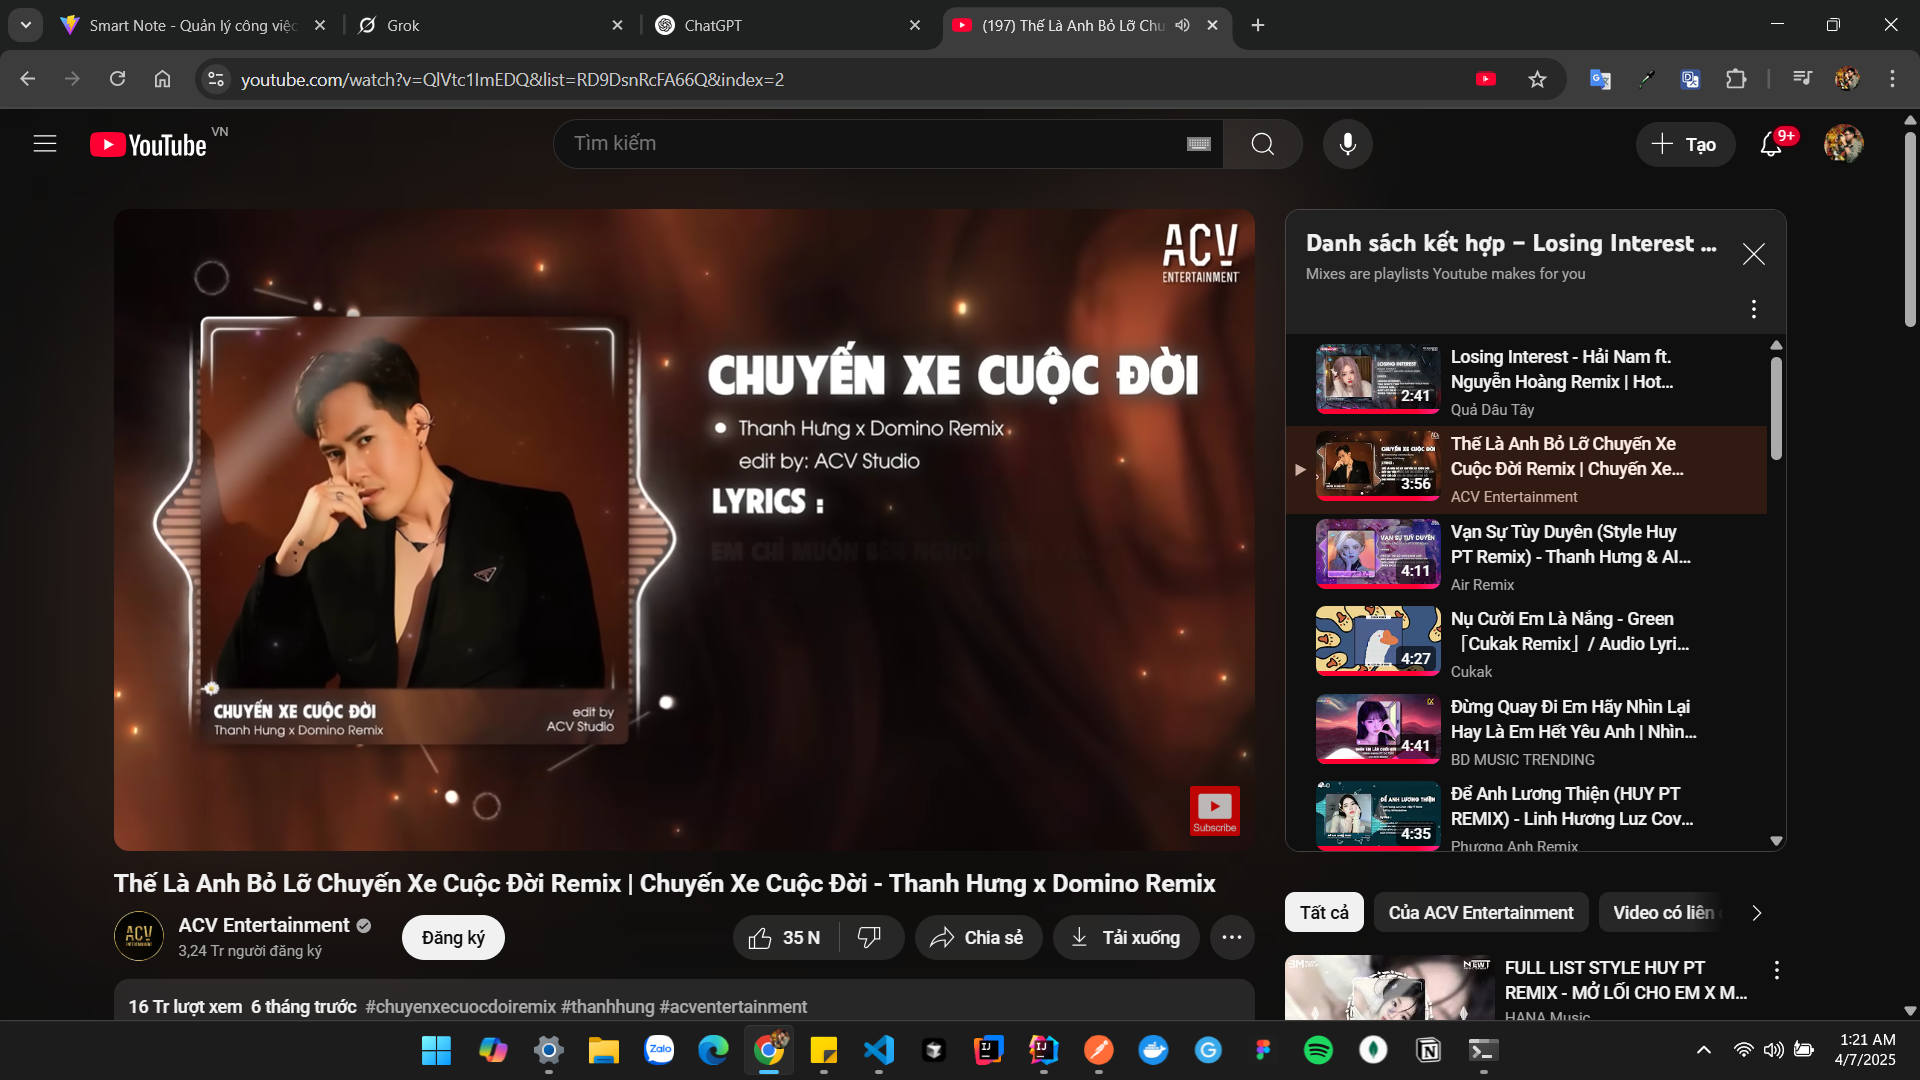 Smart Note - Quản lý công việc
Grok
ChatGPT
(197) Thế Là Anh Bỏ Lỡ Chu
youtube.com/watch?v=QlVtc1ImEDQ&list=RD9DsnRcFA66Q&index=2
YouTube VN
Tìm kiếm
Tạo
9+
ACV
ENTERTAINMENT
CHUYẾN XE CUỘC ĐỜI
Thanh Hưng x Domino Remix
edit by: ACV Studio
LYRICS :
EM CHỈ MUỐN
CHUYẾN XE CUỘC ĐỜI
Thanh Hưng x Domino Remix
edit by
ACV Studio
Subscribe
Danh sách kết hợp – Losing Interest ...
Mixes are playlists Youtube makes for you
Losing Interest - Hải Nam ft.
Nguyễn Hoàng Remix | Hot...
Quả Dâu Tây
2:41
Thế Là Anh Bỏ Lỡ Chuyến Xe
Cuộc Đời Remix | Chuyến Xe...
ACV Entertainment
3:56
Vạn Sự Tùy Duyên (Style Huy
PT Remix) - Thanh Hưng & AI...
Air Remix
4:11
Nụ Cười Em Là Nắng - Green
「Cukak Remix」/ Audio Lyri...
Cukak
4:27
Đừng Quay Đi Em Hãy Nhìn Lại
Hay Là Em Hết Yêu Anh | Nhìn...
BD MUSIC TRENDING
4:41
Để Anh Lương Thiện (HUY PT
REMIX) - Linh Hương Luz Cov...
Phương Anh Remix
4:35
Thế Là Anh Bỏ Lỡ Chuyến Xe Cuộc Đời Remix | Chuyến Xe Cuộc Đời - Thanh Hưng x Domino Remix
ACV Entertainment
3,24 Tr người đăng ký
Đăng ký
35 N
Chia sẻ
Tải xuống
16 Tr lượt xem 6 tháng trước #chuyenxecuocdoiremix #thanhhung #acventertainment
Tất cả
Của ACV Entertainment
Video có liên
FULL LIST STYLE HUY PT
REMIX - MỞ LỐI CHO EM X M...
HANA Music
Zalo
1:21 AM
4/7/2025